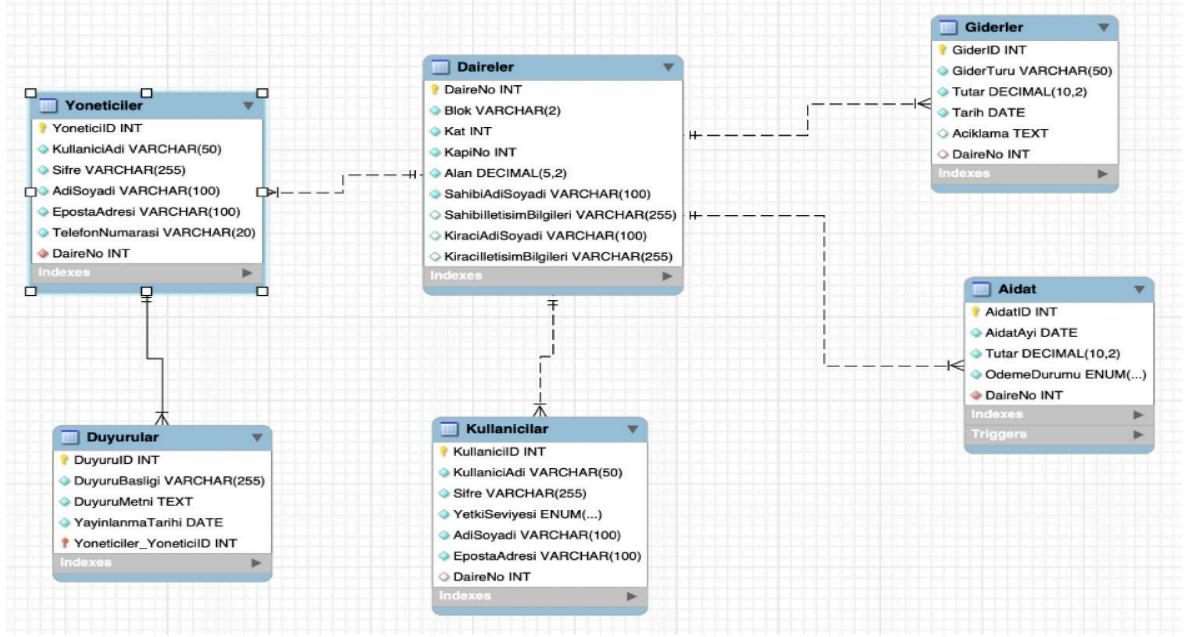 Yoneticiler
YoneticiID INT
KullaniciAdi VARCHAR(50)
Sifre VARCHAR(255)
AdiSoyadi VARCHAR(100)
EpostaAdresi VARCHAR(100)
TelefonNumarasi VARCHAR(20)
DaireNo INT
Indexes
Daireler
DaireNo INT
Blok VARCHAR(2)
Kat INT
KapiNo INT
Alan DECIMAL(5,2)
SahibiAdiSoyadi VARCHAR(100)
SahibiIletisimBilgileri VARCHAR(255)
KiraciAdiSoyadi VARCHAR(100)
KiraciIletisimBilgileri VARCHAR(255)
Indexes
Giderler
GiderID INT
GiderTuru VARCHAR(50)
Tutar DECIMAL(10,2)
Tarih DATE
Aciklama TEXT
DaireNo INT
Indexes
Aidat
AidatID INT
AidatAyi DATE
Tutar DECIMAL(10,2)
OdemeDurumu ENUM(...)
DaireNo INT
Indexes
Triggers
Duyurular
DuyuruID INT
DuyuruBasligi VARCHAR(255)
DuyuruMetni TEXT
YayinlanmaTarihi DATE
Yoneticiler_YoneticiID INT
Indexes
Kullanicilar
KullaniciID INT
KullaniciAdi VARCHAR(50)
Sifre VARCHAR(255)
YetkiSeviyesi ENUM(...)
AdiSoyadi VARCHAR(100)
EpostaAdresi VARCHAR(100)
DaireNo INT
Indexes